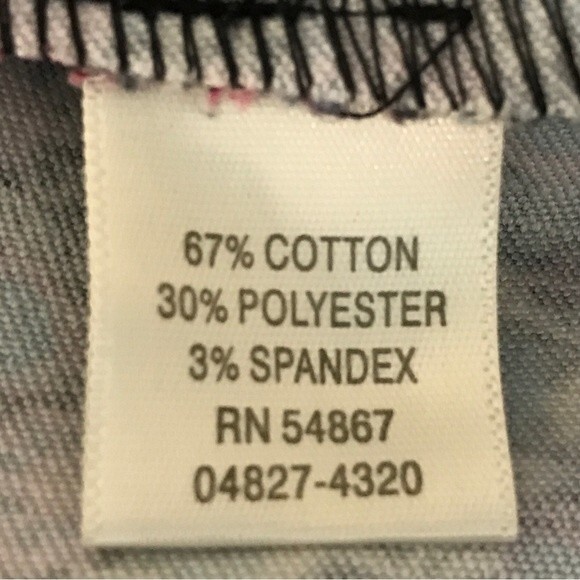 67% COTTON
30% POLYESTER
3% SPANDEX
RN 54867
04827-4320